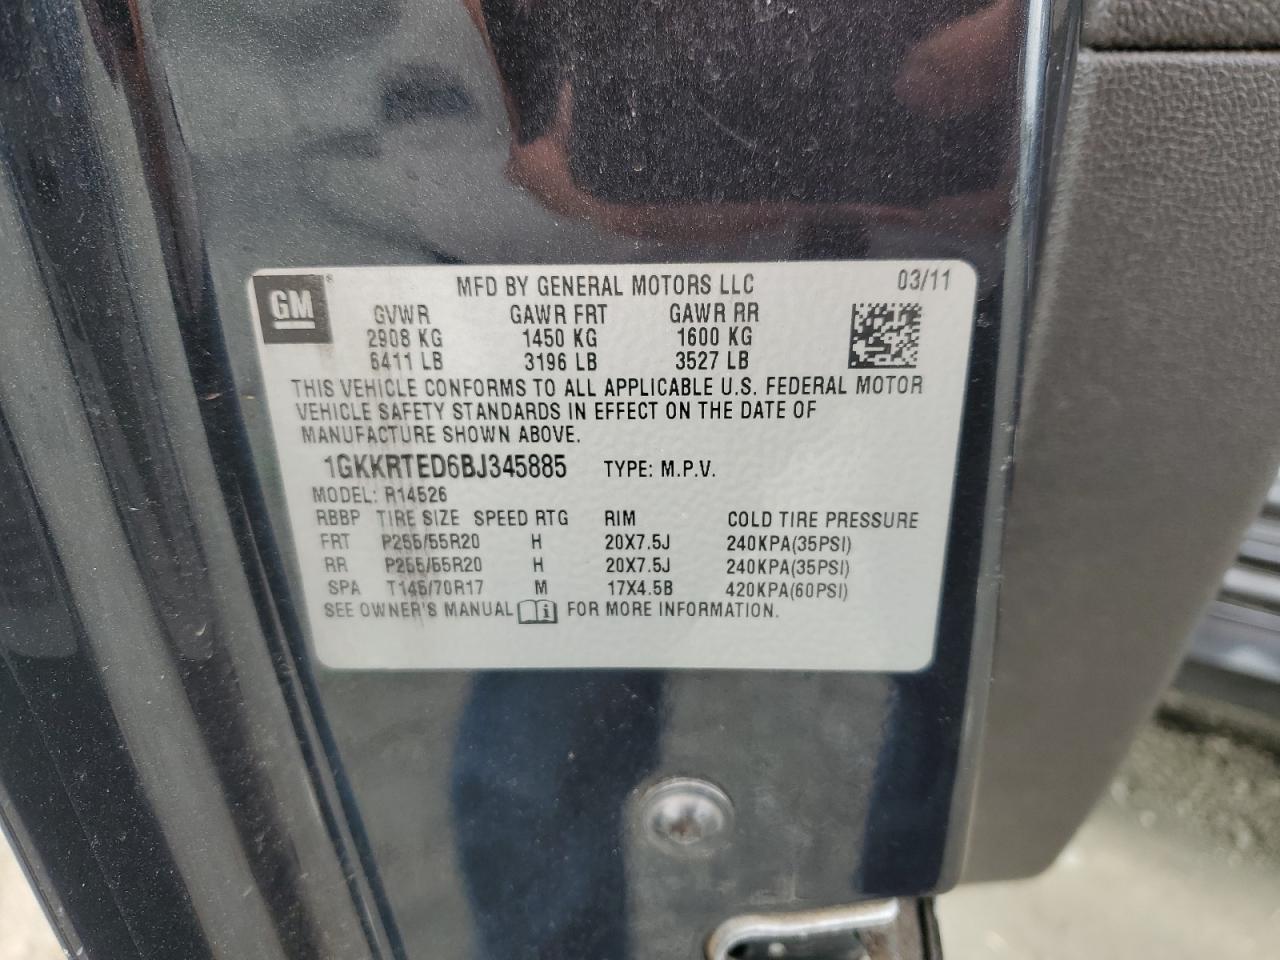 GM ®
MFD BY GENERAL MOTORS LLC 03/11
GVWR GAWR FRT GAWR RR
2908 KG 1450 KG 1600 KG
6411 LB 3196 LB 3527 LB
THIS VEHICLE CONFORMS TO ALL APPLICABLE U.S. FEDERAL MOTOR
VEHICLE SAFETY STANDARDS IN EFFECT ON THE DATE OF
MANUFACTURE SHOWN ABOVE.
1GKKRTED6BJ345885 TYPE: M.P.V.
MODEL: R14526
RBBP TIRE SIZE SPEED RTG RIM COLD TIRE PRESSURE
FRT P255/55R20 H 20X7.5J 240KPA(35PSI)
RR P255/55R20 H 20X7.5J 240KPA(35PSI)
SPA T145/70R17 M 17X4.5B 420KPA(60PSI)
SEE OWNER'S MANUAL i FOR MORE INFORMATION.